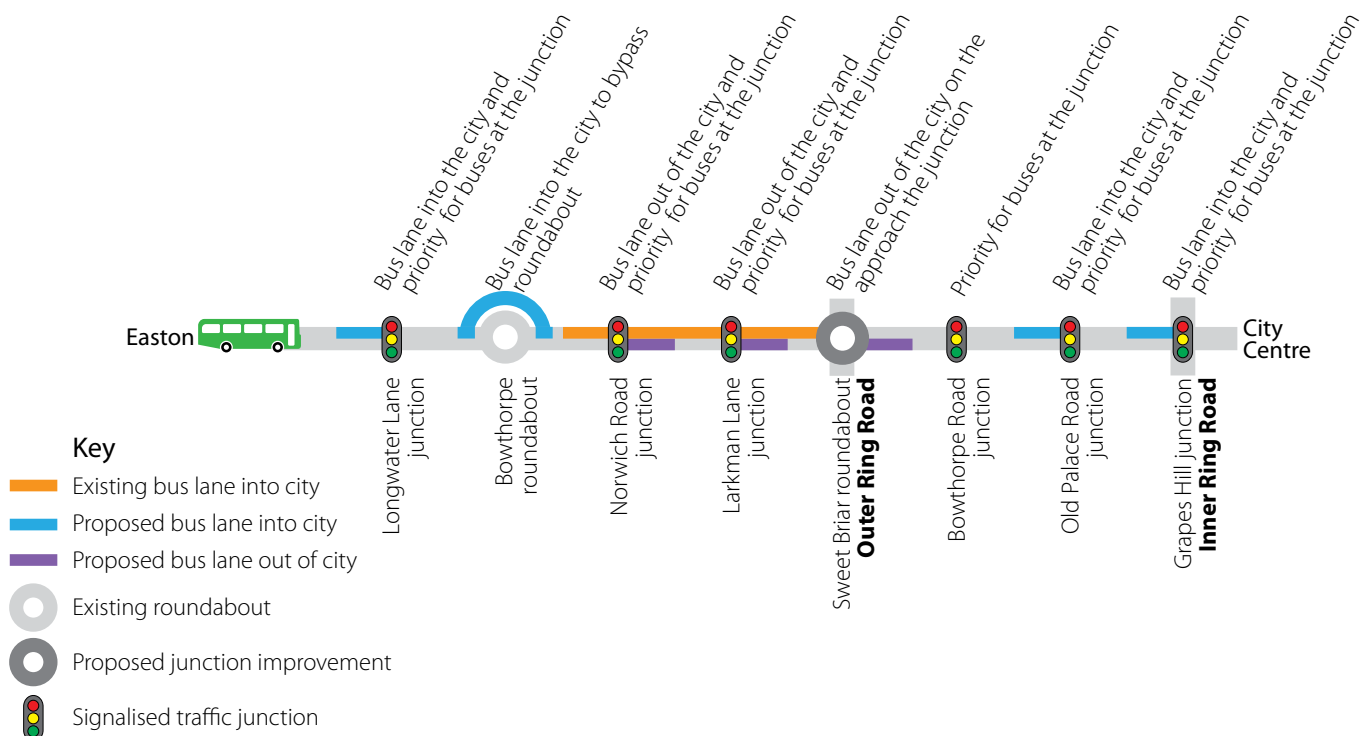 Bus lane into the city and
priority for buses at the junction
Bus lane into the city to bypass
roundabout
Bus lane out of the city and
priority for buses at the junction
Bus lane out of the city and
priority for buses at the junction
Bus lane out of the city on the
approach the junction
Priority for buses at the junction
Bus lane into the city and
priority for buses at the junction
Bus lane into the city and
priority for buses at the junction
Easton
City
Centre
Longwater Lane
junction
Bowthorpe
roundabout
Norwich Road
junction
Larkman Lane
junction
Sweet Briar roundabout
Outer Ring Road
Bowthorpe Road
junction
Old Palace Road
junction
Grapes Hill junction
Inner Ring Road
Key
Existing bus lane into city
Proposed bus lane into city
Proposed bus lane out of city
Existing roundabout
Proposed junction improvement
Signalised traffic junction